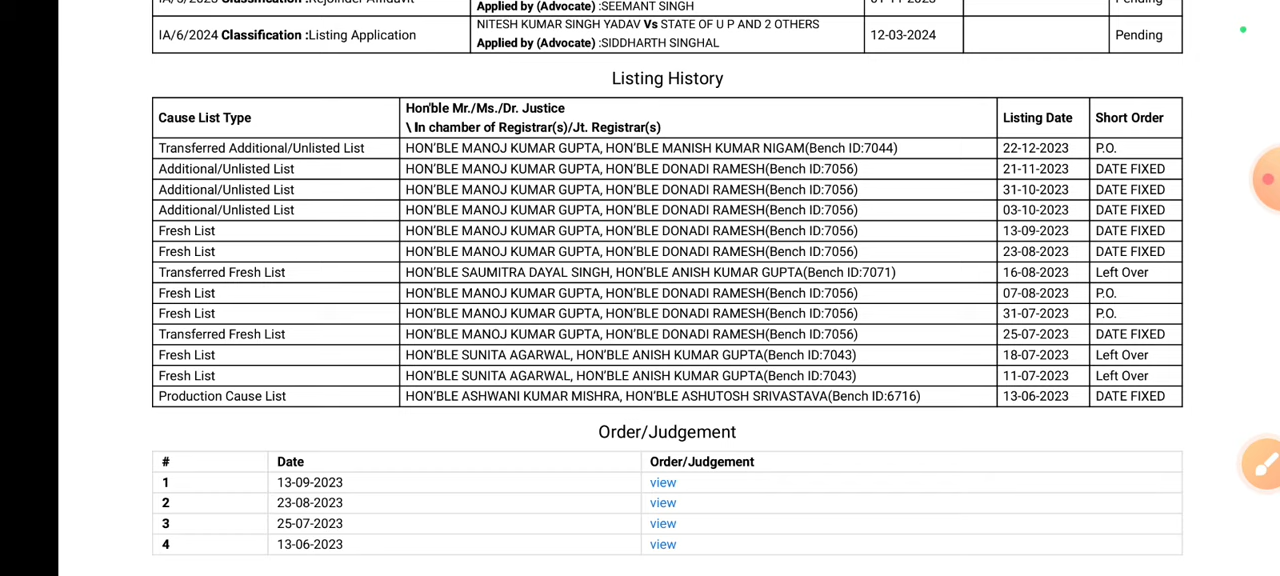 IA/5/2023 Classification :Rejoinder Affidavit 01-11-2023 Pending
Applied by (Advocate) :SEEMANT SINGH
NITESH KUMAR SINGH YADAV Vs STATE OF U P AND 2 OTHERS
IA/6/2024 Classification :Listing Application 12-03-2024 Pending
Applied by (Advocate) :SIDDHARTH SINGHAL
Listing History
Cause List Type Hon'ble Mr./Ms./Dr. Justice Listing Date Short Order
\ In chamber of Registrar(s)/Jt. Registrar(s)
Transferred Additional/Unlisted List HON'BLE MANOJ KUMAR GUPTA, HON'BLE MANISH KUMAR NIGAM(Bench ID:7044) 22-12-2023 P.O.
Additional/Unlisted List HON'BLE MANOJ KUMAR GUPTA, HON'BLE DONADI RAMESH(Bench ID:7056) 21-11-2023 DATE FIXED
Additional/Unlisted List HON'BLE MANOJ KUMAR GUPTA, HON'BLE DONADI RAMESH(Bench ID:7056) 31-10-2023 DATE FIXED
Additional/Unlisted List HON'BLE MANOJ KUMAR GUPTA, HON'BLE DONADI RAMESH(Bench ID:7056) 03-10-2023 DATE FIXED
Fresh List HON'BLE MANOJ KUMAR GUPTA, HON'BLE DONADI RAMESH(Bench ID:7056) 13-09-2023 DATE FIXED
Fresh List HON'BLE MANOJ KUMAR GUPTA, HON'BLE DONADI RAMESH(Bench ID:7056) 23-08-2023 DATE FIXED
Transferred Fresh List HON'BLE SAUMITRA DAYAL SINGH, HON'BLE ANISH KUMAR GUPTA(Bench ID:7071) 16-08-2023 Left Over
Fresh List HON'BLE MANOJ KUMAR GUPTA, HON'BLE DONADI RAMESH(Bench ID:7056) 07-08-2023 P.O.
Fresh List HON'BLE MANOJ KUMAR GUPTA, HON'BLE DONADI RAMESH(Bench ID:7056) 31-07-2023 P.O.
Transferred Fresh List HON'BLE MANOJ KUMAR GUPTA, HON'BLE DONADI RAMESH(Bench ID:7056) 25-07-2023 DATE FIXED
Fresh List HON'BLE SUNITA AGARWAL, HON'BLE ANISH KUMAR GUPTA(Bench ID:7043) 18-07-2023 Left Over
Fresh List HON'BLE SUNITA AGARWAL, HON'BLE ANISH KUMAR GUPTA(Bench ID:7043) 11-07-2023 Left Over
Production Cause List HON'BLE ASHWANI KUMAR MISHRA, HON'BLE ASHUTOSH SRIVASTAVA(Bench ID:6716) 13-06-2023 DATE FIXED
Order/Judgement
# Date Order/Judgement
1 13-09-2023 view
2 23-08-2023 view
3 25-07-2023 view
4 13-06-2023 view